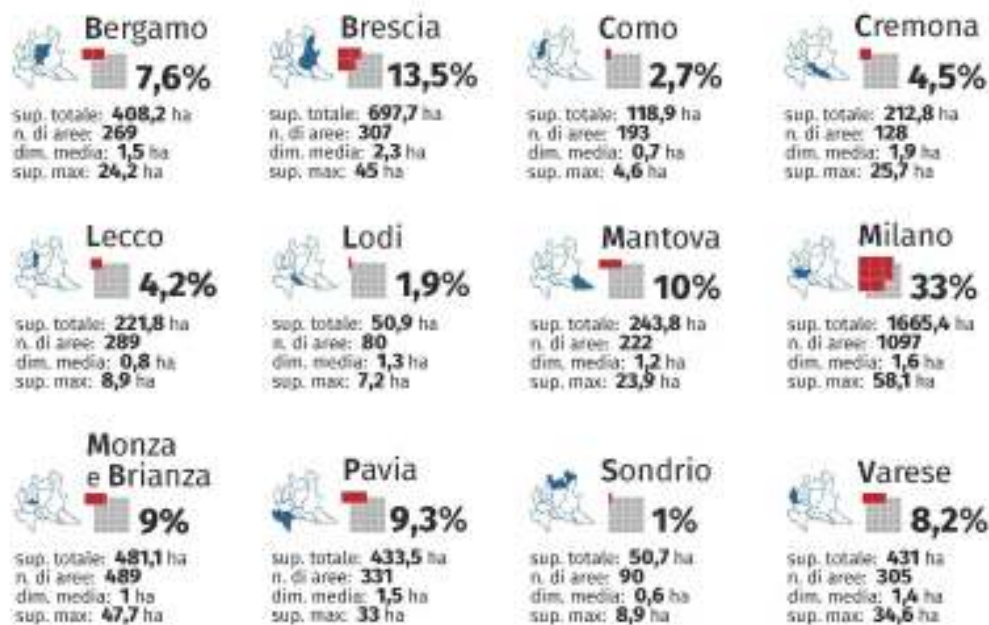 Bergamo
7,6%
sup. totale: 408,2 ha
n. di aree: 269
dim. media: 1,5 ha
sup. max: 24,2 ha
Brescia
13,5%
sup. totale: 697,7 ha
n. di aree: 307
dim. media: 2,3 ha
sup. max: 45 ha
Como
2,7%
sup. totale: 118,9 ha
n. di aree: 193
dim. media: 0,7 ha
sup. max: 4,6 ha
Cremona
4,5%
sup. totale: 212,8 ha
n. di aree: 128
dim. media: 1,9 ha
sup. max: 25,7 ha
Lecco
4,2%
sup. totale: 221,8 ha
n. di aree: 289
dim. media: 0,8 ha
sup. max: 8,9 ha
Lodi
1,9%
sup. totale: 50,9 ha
n. di aree: 80
dim. media: 1,3 ha
sup. max: 7,2 ha
Mantova
10%
sup. totale: 243,8 ha
n. di aree: 222
dim. media: 1,2 ha
sup. max: 23,9 ha
Milano
33%
sup. totale: 1665,4 ha
n. di aree: 1097
dim. media: 1,6 ha
sup. max: 58,1 ha
Monza
e Brianza
9%
sup. totale: 481,1 ha
n. di aree: 489
dim. media: 1 ha
sup. max: 47,7 ha
Pavia
9,3%
sup. totale: 433,5 ha
n. di aree: 331
dim. media: 1,5 ha
sup. max: 33 ha
Sondrio
1%
sup. totale: 50,7 ha
n. di aree: 90
dim. media: 0,6 ha
sup. max: 8,9 ha
Varese
8,2%
sup. totale: 431 ha
n. di aree: 305
dim. media: 1,4 ha
sup. max: 34,6 ha